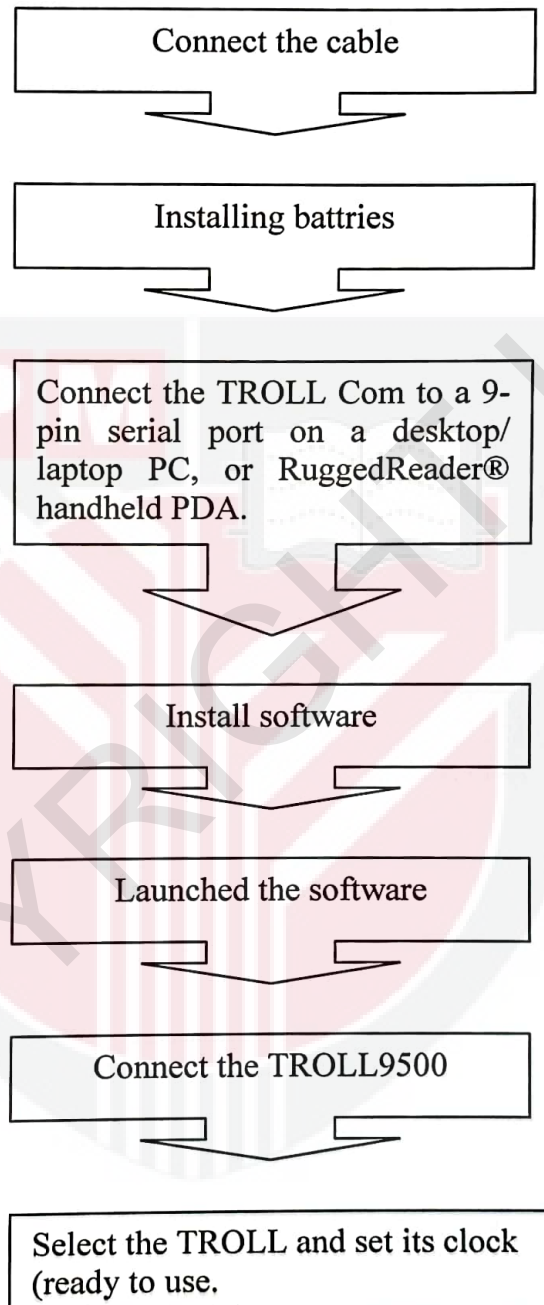 Connect the cable
Installing battries
Connect the TROLL Com to a 9-
pin serial port on a desktop/
laptop PC, or RuggedReader®
handheld PDA.
Install software
Launched the software
Connect the TROLL9500
Select the TROLL and set its clock
(ready to use.